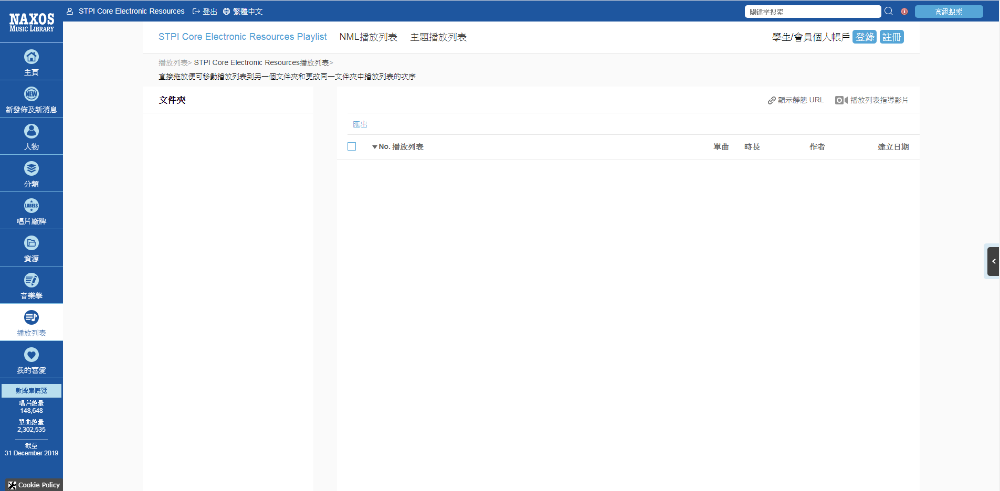 NAXOS
MUSIC LIBRARY
STPI Core Electronic Resources 登出 繁體中文
關鍵字搜索
高級搜索
STPI Core Electronic Resources Playlist NML播放列表 主題播放列表
學生/會員個人帳戶 登錄 註冊
播放列表> STPI Core Electronic Resources播放列表>
直接拖放便可移動播放列表到另一個文件夾和更改同一文件夾中播放列表的次序
主頁
NEW
新發佈及新消息
人物
分類
LABELS
唱片廠牌
資源
音樂學
播放列表
我的喜愛
數據庫概覽
唱片數量
148,648
單曲數量
2,302,535
截至
31 December 2019
Cookie Policy
文件夾
顯示靜態 URL 播放列表指導影片
匯出
No. 播放列表 單曲 時長 作者 建立日期